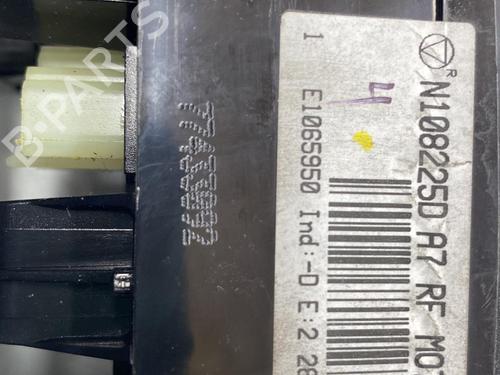 R
N108225D A7 RF MO
1
4
E1065950 Ind:-D E:2 28
B-PARTS